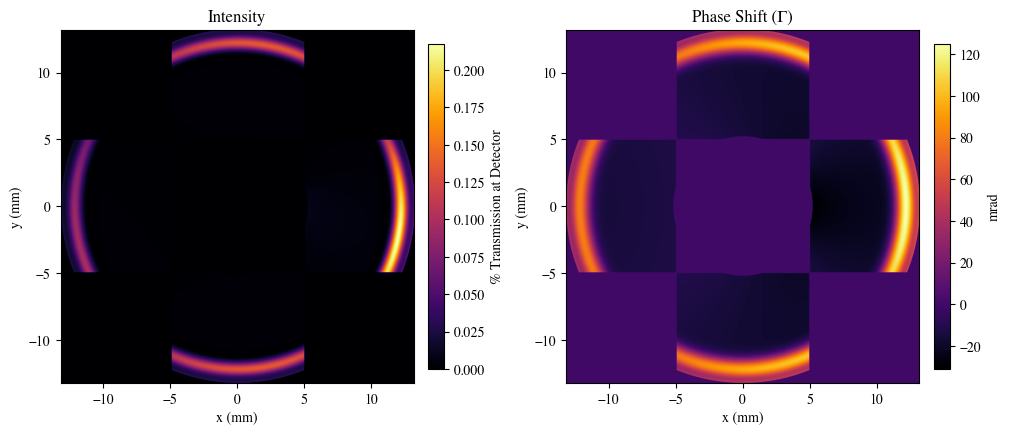 Intensity
10
5
0
−5
−10
y (mm)
−10 −5 0 5 10
x (mm)
0.200
0.175
0.150
0.125
0.100
0.075
0.050
0.025
0.000
% Transmission at Detector
Phase Shift (Γ)
10
5
0
−5
−10
y (mm)
−10 −5 0 5 10
x (mm)
120
100
80
60
40
20
0
−20
mrad